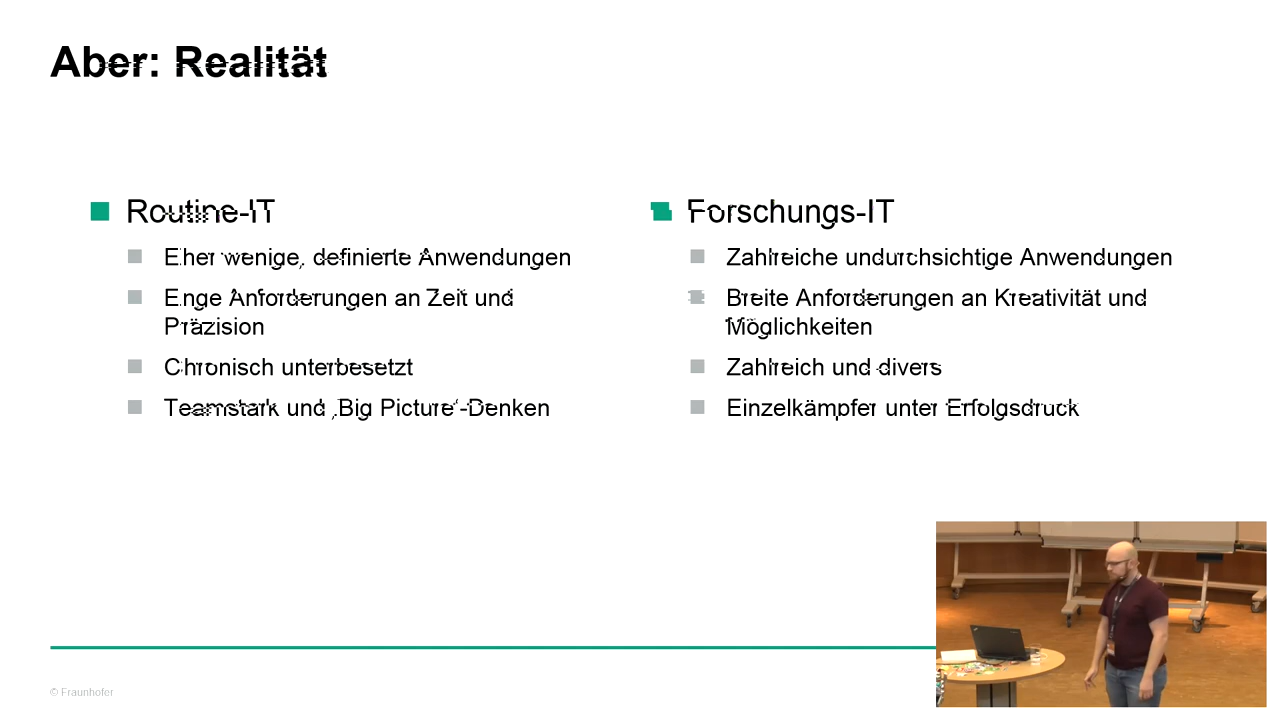 Aber: Realität
Routine-IT
Eher wenige, definierte Anwendungen
Enge Anforderungen an Zeit und
Präzision
Chronisch unterbesetzt
Teamstark und ‚Big Picture‘-Denken
Forschungs-IT
Zahlreiche undurchsichtige Anwendungen
Breite Anforderungen an Kreativität und
Möglichkeiten
Zahlreich und divers
Einzelkämpfer unter Erfolgsdruck
© Fraunhofer